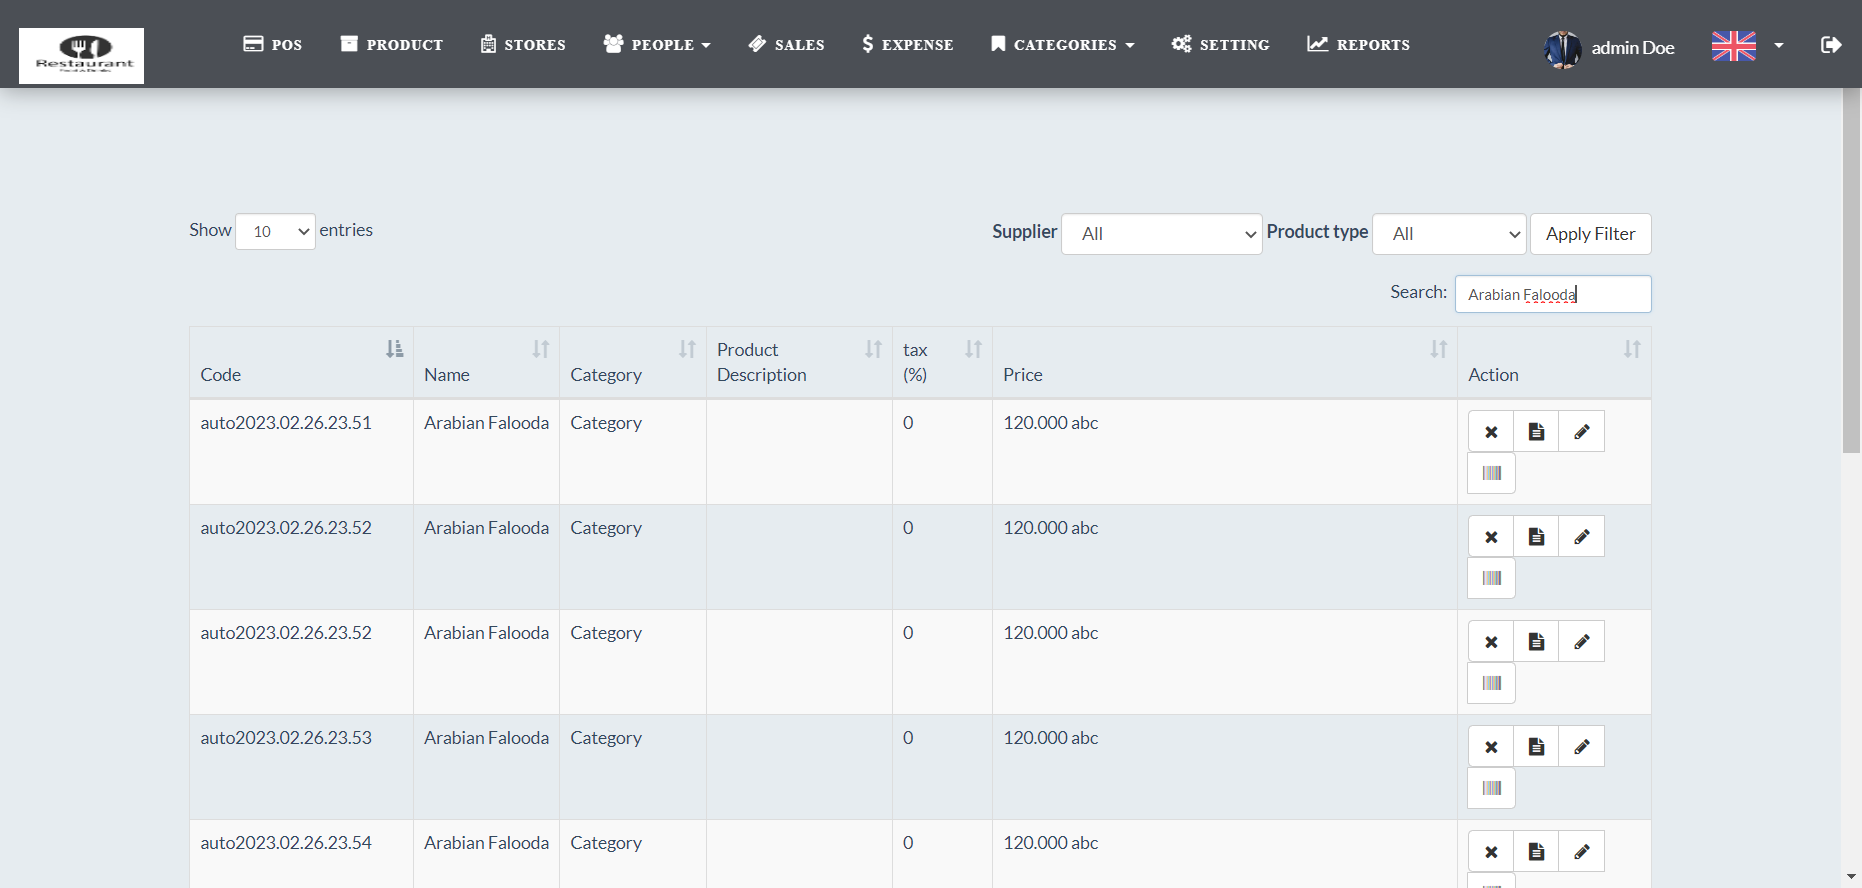 Restaurant
POS PRODUCT STORES PEOPLE SALES EXPENSE CATEGORIES SETTING REPORTS admin Doe
Show 10 entries
Supplier All Product type All Apply Filter
Search: Arabian Falooda
Code Name Category Product Description tax (%) Price Action
auto2023.02.26.23.51 Arabian Falooda Category 0 120.000 abc
auto2023.02.26.23.52 Arabian Falooda Category 0 120.000 abc
auto2023.02.26.23.52 Arabian Falooda Category 0 120.000 abc
auto2023.02.26.23.53 Arabian Falooda Category 0 120.000 abc
auto2023.02.26.23.54 Arabian Falooda Category 0 120.000 abc